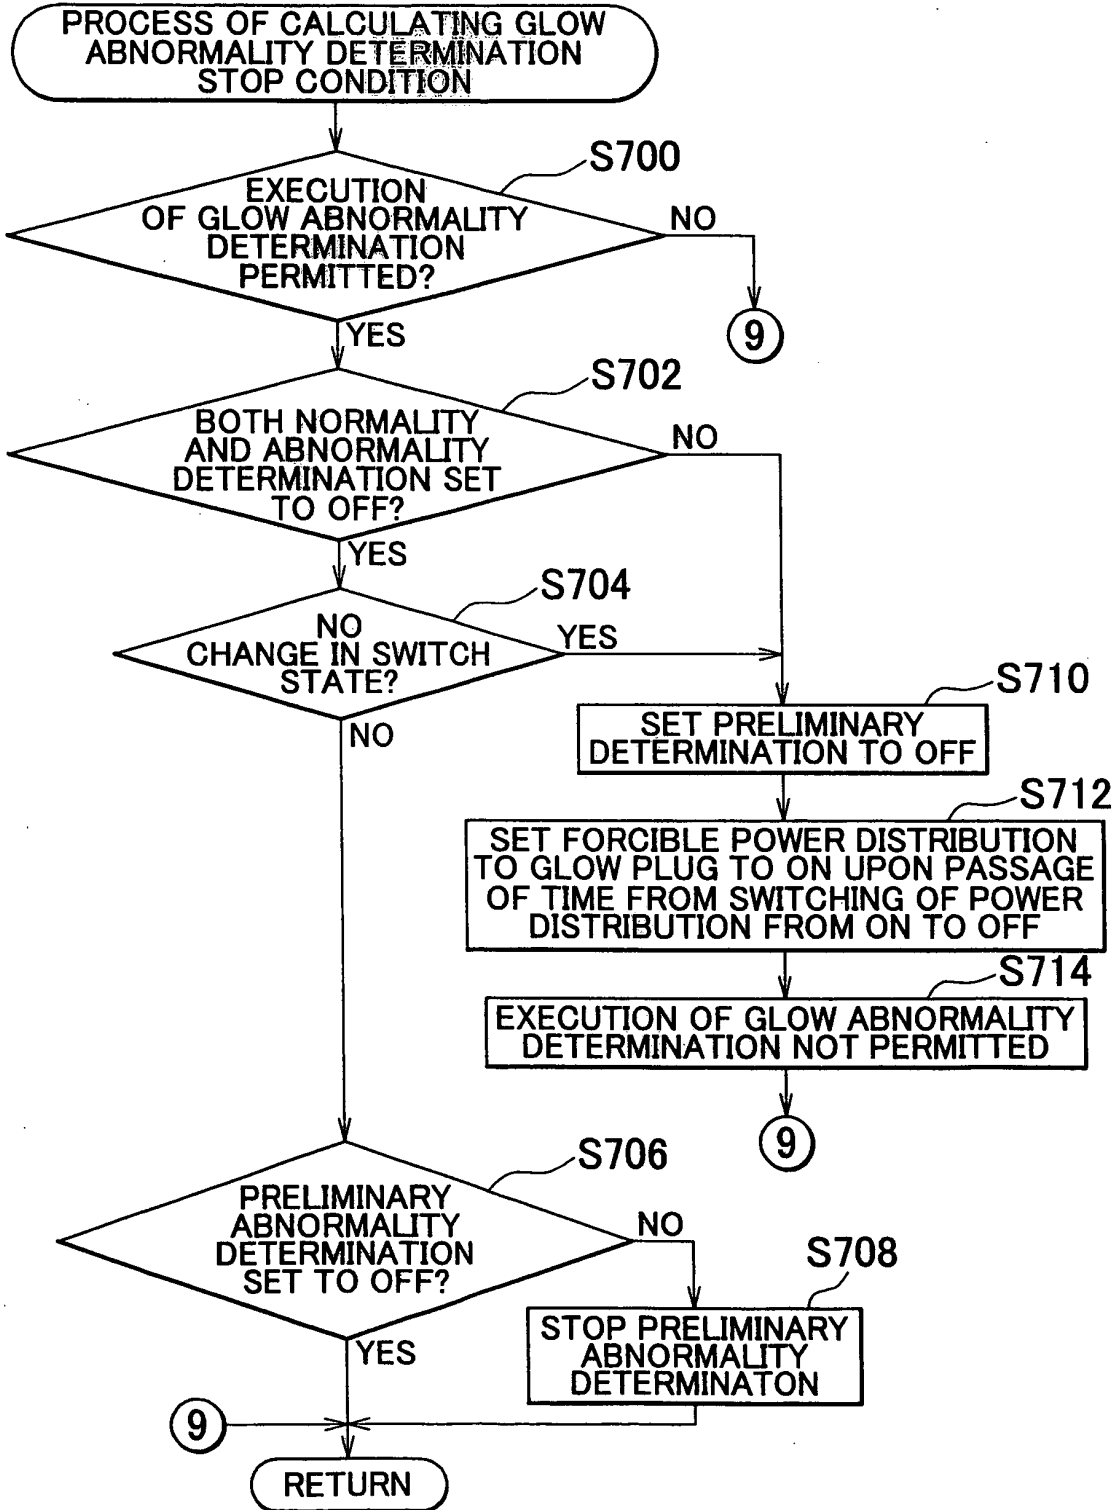 PROCESS OF CALCULATING GLOW
ABNORMALITY DETERMINATION
STOP CONDITION
S700
EXECUTION
OF GLOW ABNORMALITY
DETERMINATION
PERMITTED?
NO
9
YES
S702
BOTH NORMALITY
AND ABNORMALITY
DETERMINATION SET
TO OFF?
NO
YES
S704
NO
CHANGE IN SWITCH
STATE?
YES
NO
S710
SET PRELIMINARY
DETERMINATION TO OFF
S712
SET FORCIBLE POWER DISTRIBUTION
TO GLOW PLUG TO ON UPON PASSAGE
OF TIME FROM SWITCHING OF POWER
DISTRIBUTION FROM ON TO OFF
S714
EXECUTION OF GLOW ABNORMALITY
DETERMINATION NOT PERMITTED
9
S706
PRELIMINARY
ABNORMALITY
DETERMINATION
SET TO OFF?
NO
S708
STOP PRELIMINARY
ABNORMALITY
DETERMINATON
YES
9
RETURN